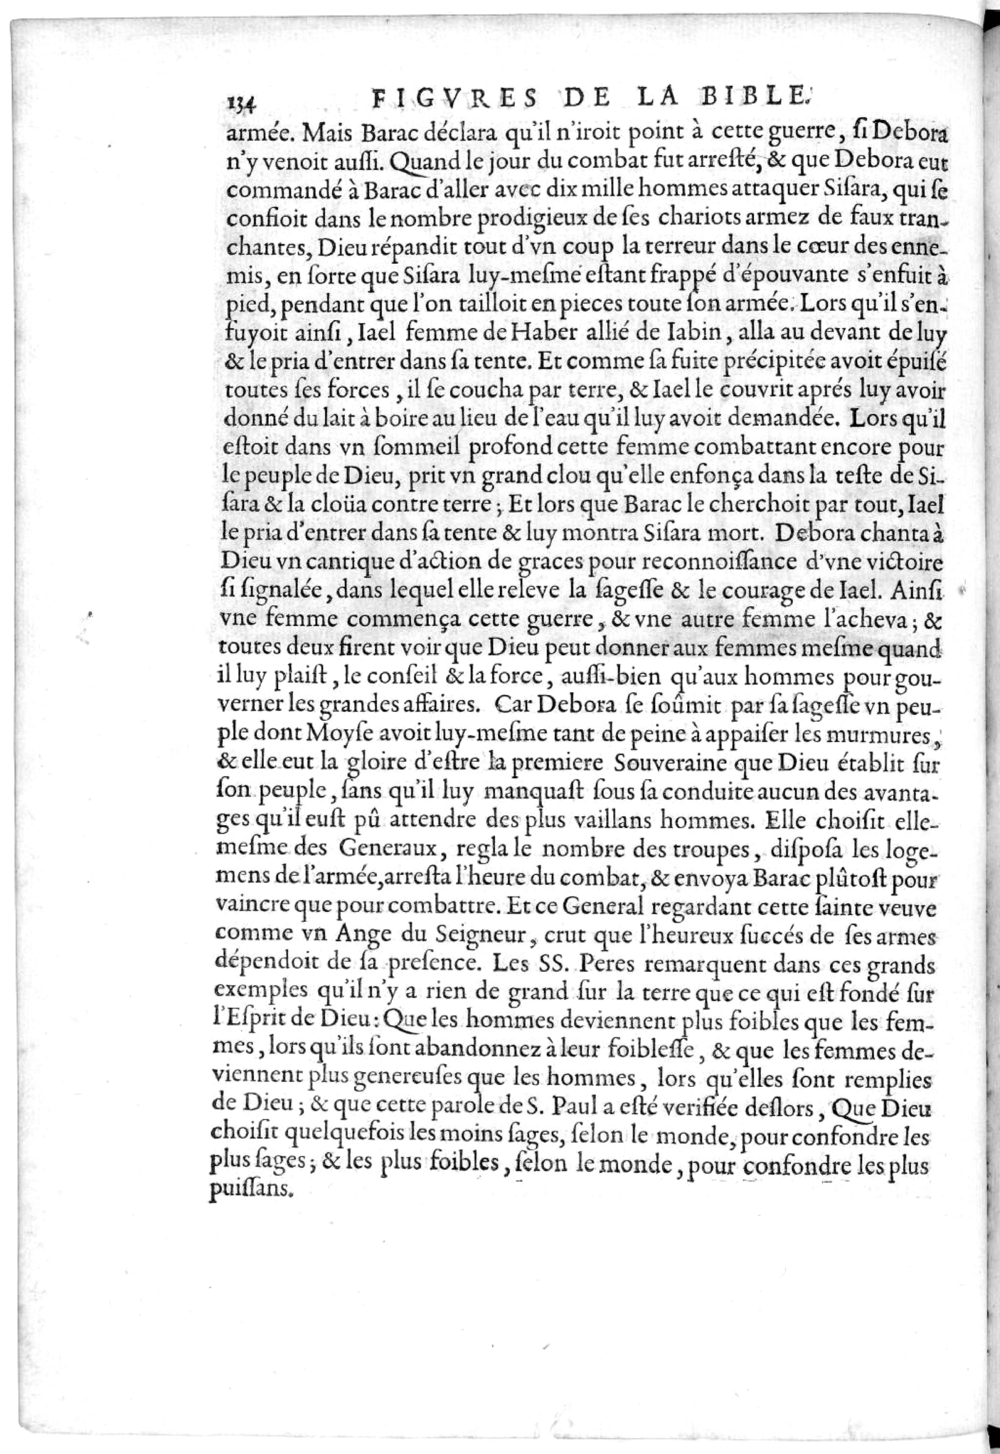 134 FIGVRES DE LA BIBLE.
armée. Mais Barac déclara qu'il n'iroit point à cette guerre, ſi Debora
n'y venoit auſſi. Quand le jour du combat fut arreſté, & que Debora eut
commandé à Barac d'aller avec dix mille hommes attaquer Siſara, qui ſe
confioit dans le nombre prodigieux de ſes chariots armez de faux tran-
chantes, Dieu répandit tout d'vn coup la terreur dans le cœur des enne-
mis, en ſorte que Siſara luy-meſme eſtant frappé d'épouvante s'enfuit à
pied, pendant que l'on tailloit en pieces toute ſon armée. Lors qu'il s'en-
fuyoit ainſi, Iael femme de Haber allié de Iabin, alla au devant de luy
& le pria d'entrer dans ſa tente. Et comme ſa fuite précipitée avoit épuiſé
toutes ſes forces, il ſe coucha par terre, & Iael le couvrit aprés luy avoir
donné du lait à boire au lieu de l'eau qu'il luy avoit demandée. Lors qu'il
eſtoit dans vn ſommeil profond cette femme combattant encore pour
le peuple de Dieu, prit vn grand clou qu'elle enfonça dans la teſte de Si-
ſara & la cloüa contre terre; Et lors que Barac le cherchoit par tout, Iael
le pria d'entrer dans ſa tente & luy montra Siſara mort. Debora chanta à
Dieu vn cantique d'action de graces pour reconnoiſſance d'vne victoire
ſi ſignalée, dans lequel elle releve la ſageſſe & le courage de Iael. Ainſi
vne femme commença cette guerre, & vne autre femme l'acheva; &
toutes deux firent voir que Dieu peut donner aux femmes meſme quand
il luy plaiſt, le conſeil & la force, auſſi-bien qu'aux hommes pour gou-
verner les grandes affaires. Car Debora ſe ſoûmit par ſa ſageſſe vn peu-
ple dont Moyſe avoit luy-meſme tant de peine à appaiſer les murmures,
& elle eut la gloire d'eſtre la premiere Souveraine que Dieu établit ſur
ſon peuple, ſans qu'il luy manquaſt ſous ſa conduite aucun des avanta-
ges qu'il euſt pû attendre des plus vaillans hommes. Elle choiſit elle-
meſme des Generaux, regla le nombre des troupes, diſpoſa les loge-
mens de l'armée, arreſta l'heure du combat, & envoya Barac plûtoſt pour
vaincre que pour combattre. Et ce General regardant cette ſainte veuve
comme vn Ange du Seigneur, crut que l'heureux ſuccés de ſes armes
dépendoit de ſa preſence. Les SS. Peres remarquent dans ces grands
exemples qu'il n'y a rien de grand ſur la terre que ce qui eſt fondé ſur
l'Eſprit de Dieu: Que les hommes deviennent plus foibles que les fem-
mes, lors qu'ils ſont abandonnez à leur foibleſſe, & que les femmes de-
viennent plus genereuſes que les hommes, lors qu'elles ſont remplies
de Dieu; & que cette parole de S. Paul a eſté verifiée deſlors, Que Dieu
choiſit quelquefois les moins ſages, ſelon le monde, pour confondre les
plus ſages; & les plus foibles, ſelon le monde, pour confondre les plus
puiſſans.